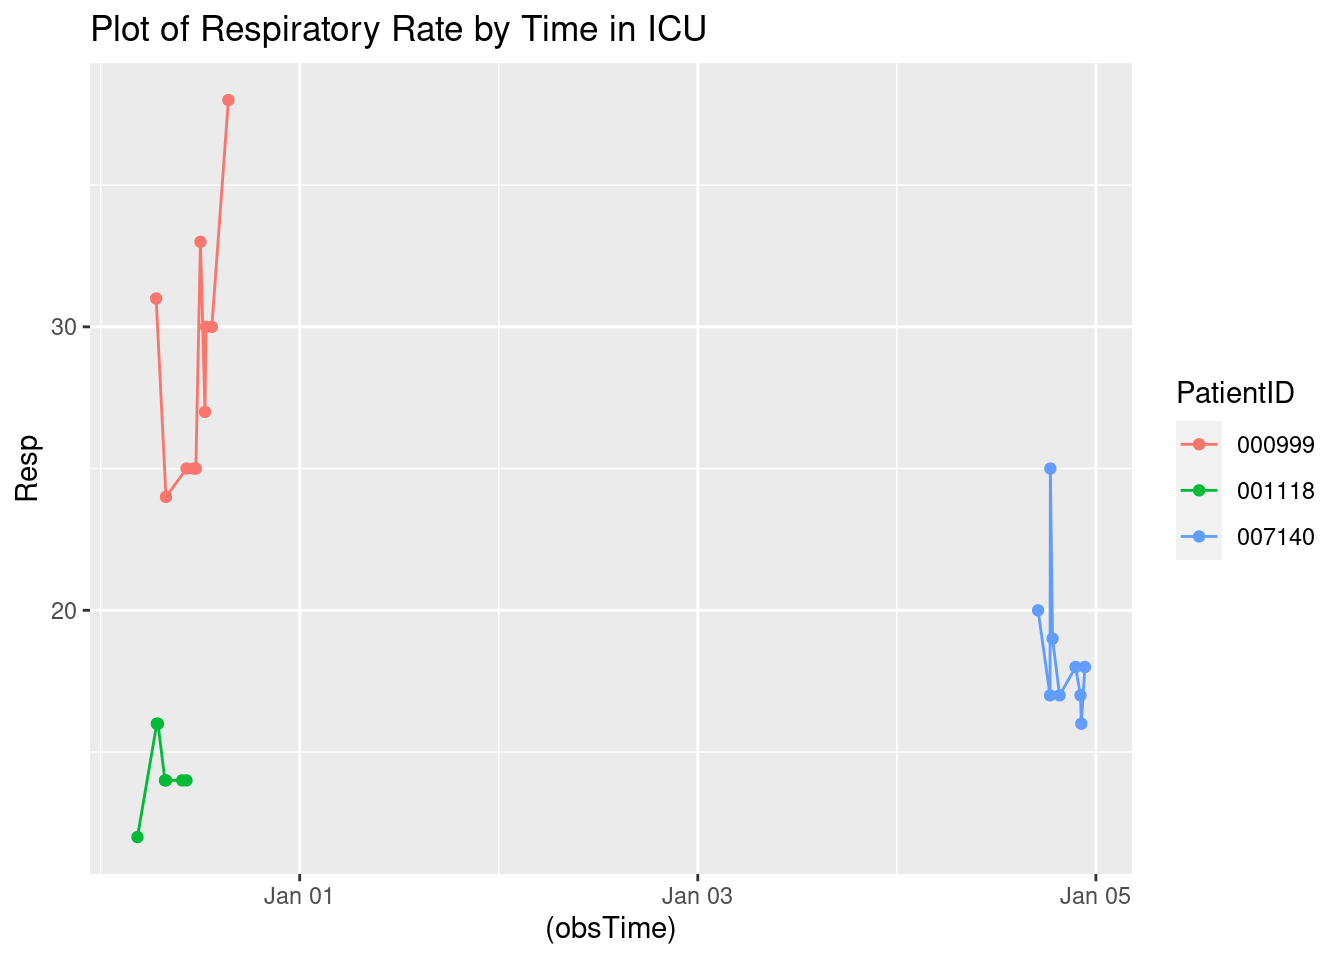 Plot of Respiratory Rate by Time in ICU
Resp
30
20
Jan 01
Jan 03
Jan 05
(obsTime)
PatientID
000999
001118
007140